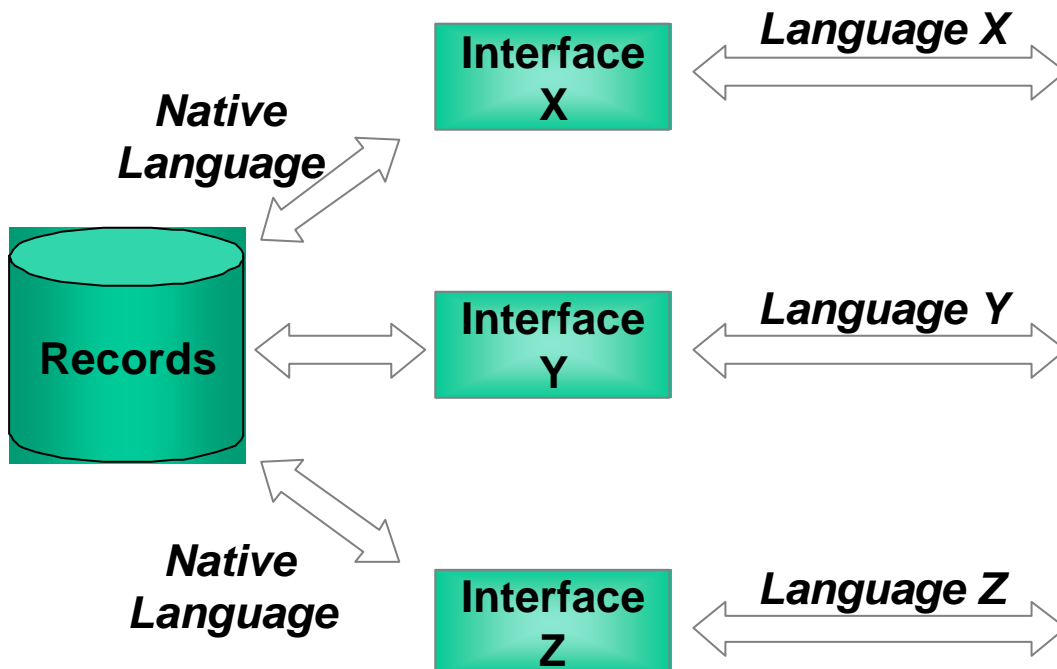 Interface
X
Language X
Native
Language
Records
Interface
Y
Language Y
Native
Language
Interface
Z
Language Z